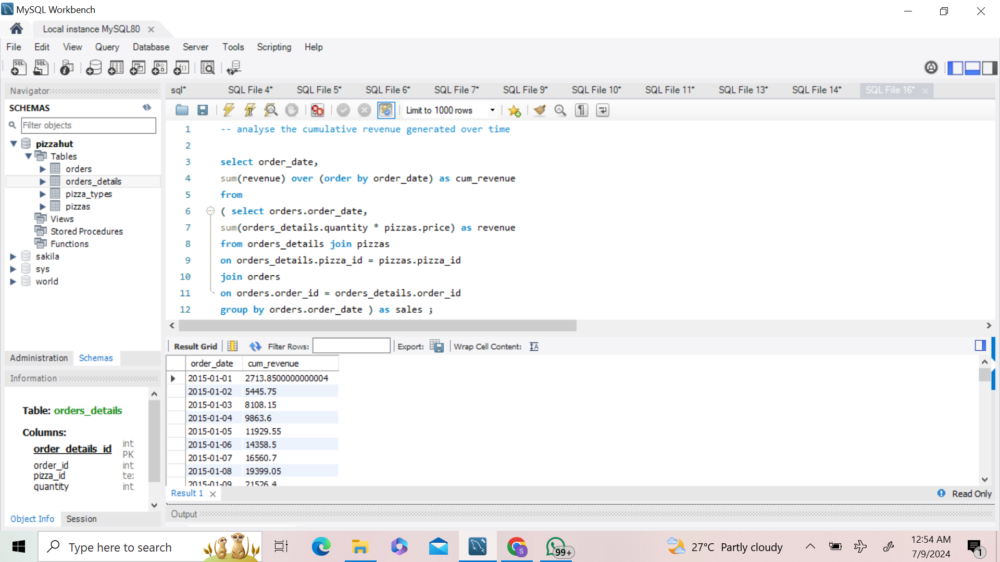 MySQL Workbench
Local instance MySQL80
File Edit View Query Database Server Tools Scripting Help
Navigator
SCHEMAS
Filter objects
pizzahut
Tables
orders
orders_details
pizza_types
pizzas
Views
Stored Procedures
Functions
sakila
sys
world
Administration Schemas
Information
Table: orders_details
Columns:
order_details_id int PK
order_id int
pizza_id te
quantity int
Object Info Session
sql* SQL File 4* SQL File 5* SQL File 6* SQL File 7* SQL File 9* SQL File 10* SQL File 11* SQL File 13* SQL File 14* SQL File 16*
Limit to 1000 rows
1 -- analyse the cumulative revenue generated over time
2
3 select order_date,
4 sum(revenue) over (order by order_date) as cum_revenue
5 from
6 ( select orders.order_date,
7 sum(orders_details.quantity * pizzas.price) as revenue
8 from orders_details join pizzas
9 on orders_details.pizza_id = pizzas.pizza_id
10 join orders
11 on orders.order_id = orders_details.order_id
12 group by orders.order_date ) as sales ;
Result Grid Filter Rows: Export: Wrap Cell Content:
order_date cum_revenue
2015-01-01 2713.8500000000004
2015-01-02 5445.75
2015-01-03 8108.15
2015-01-04 9863.6
2015-01-05 11929.55
2015-01-06 14358.5
2015-01-07 16560.7
2015-01-08 19399.05
2015-01-09 21526.4
Result 1 Read Only
Output
Type here to search
99+
27°C Partly cloudy
12:54 AM
7/9/2024
1